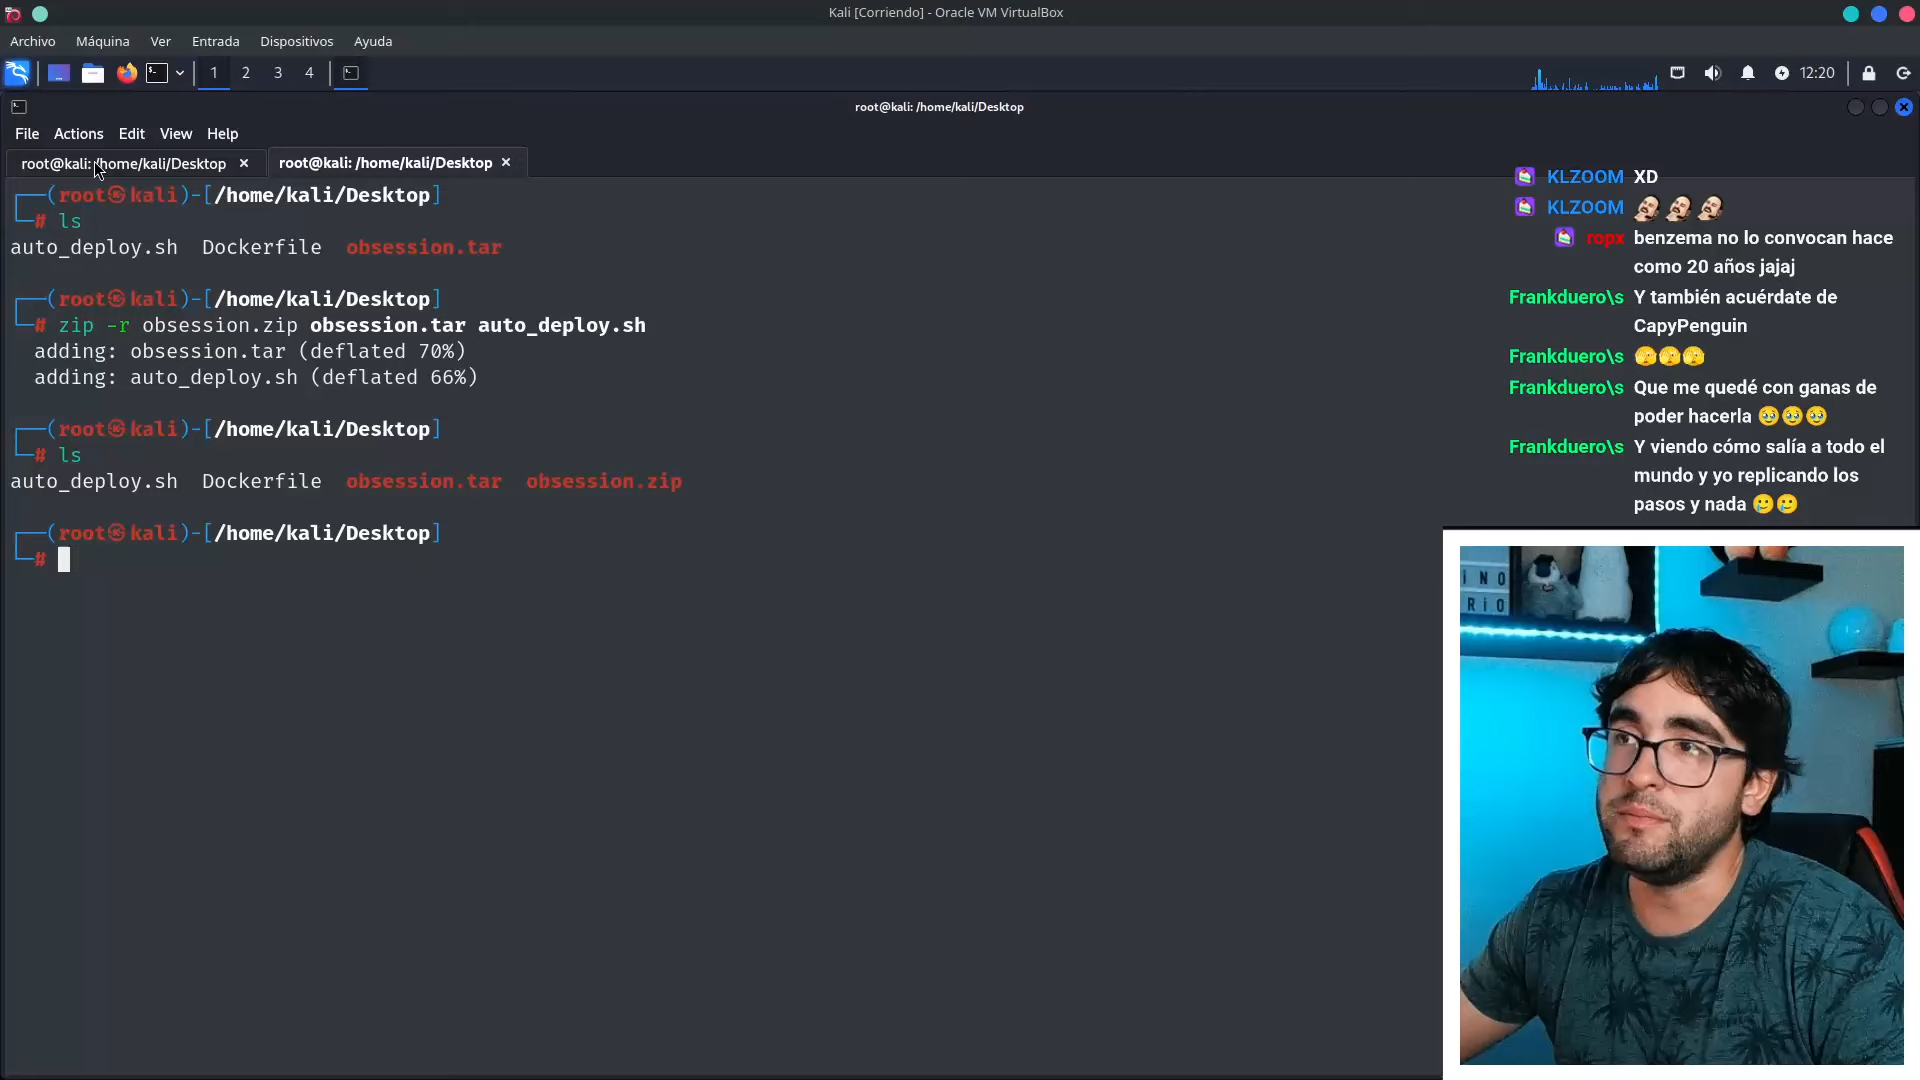 Kali [Corriendo] - Oracle VM VirtualBox
Archivo Máquina Ver Entrada Dispositivos Ayuda
1 2 3 4 12:20
root@kali: /home/kali/Desktop
File Actions Edit View Help
root@kali: /home/kali/Desktop × root@kali: /home/kali/Desktop ×
┌──(root㉿kali)-[/home/kali/Desktop]
└─# ls
auto_deploy.sh Dockerfile obsession.tar
┌──(root㉿kali)-[/home/kali/Desktop]
└─# zip -r obsession.zip obsession.tar auto_deploy.sh
adding: obsession.tar (deflated 70%)
adding: auto_deploy.sh (deflated 66%)
┌──(root㉿kali)-[/home/kali/Desktop]
└─# ls
auto_deploy.sh Dockerfile obsession.tar obsession.zip
┌──(root㉿kali)-[/home/kali/Desktop]
└─#
KLZOOM XD
KLZOOM
ropx benzema no lo convocan hace
como 20 años jajaj
Frankduero\s Y también acuérdate de
CapyPenguin
Frankduero\s 🫣🫣🫣
Frankduero\s Que me quedé con ganas de
poder hacerla 🥹🥹🥹
Frankduero\s Y viendo cómo salía a todo el
mundo y yo replicando los
pasos y nada 🥲🥲
INO
RIO